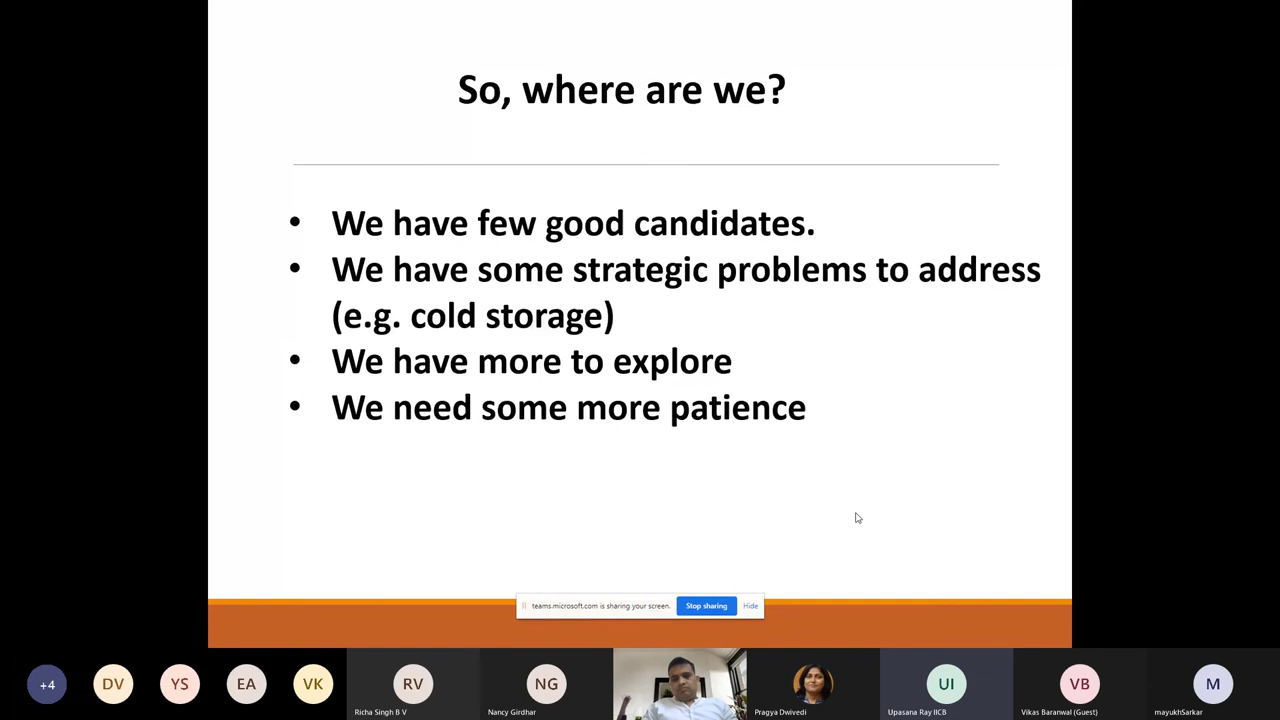 So, where are we?
• We have few good candidates.
• We have some strategic problems to address
(e.g. cold storage)
• We have more to explore
• We need some more patience
teams.microsoft.com is sharing your screen. Stop sharing Hide
+4 DV YS EA VK RV NG UI VB M
Richa Singh B V Nancy Girdhar Pragya Dwivedi Upasana Ray IICB Vikas Baranwal (Guest) mayukhSarkar